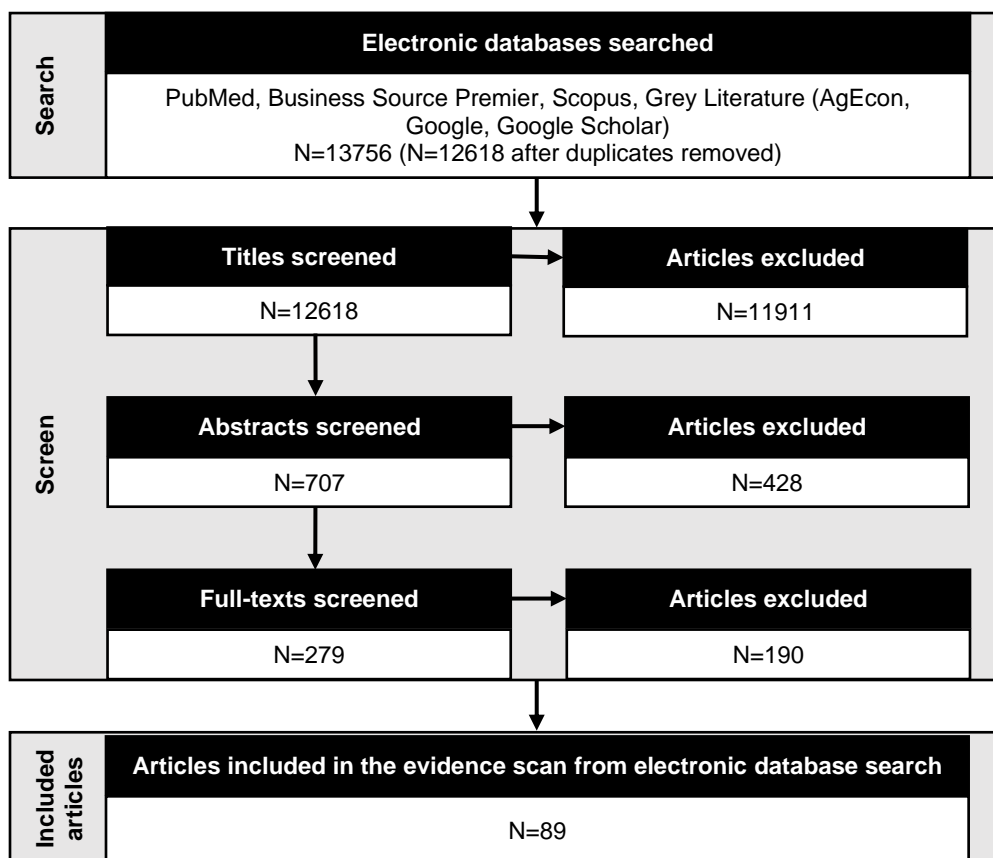 Search
Electronic databases searched
PubMed, Business Source Premier, Scopus, Grey Literature (AgEcon,
Google, Google Scholar)
N=13756 (N=12618 after duplicates removed)
Screen
Titles screened
N=12618
Articles excluded
N=11911
Abstracts screened
N=707
Articles excluded
N=428
Full-texts screened
N=279
Articles excluded
N=190
Included
articles
Articles included in the evidence scan from electronic database search
N=89